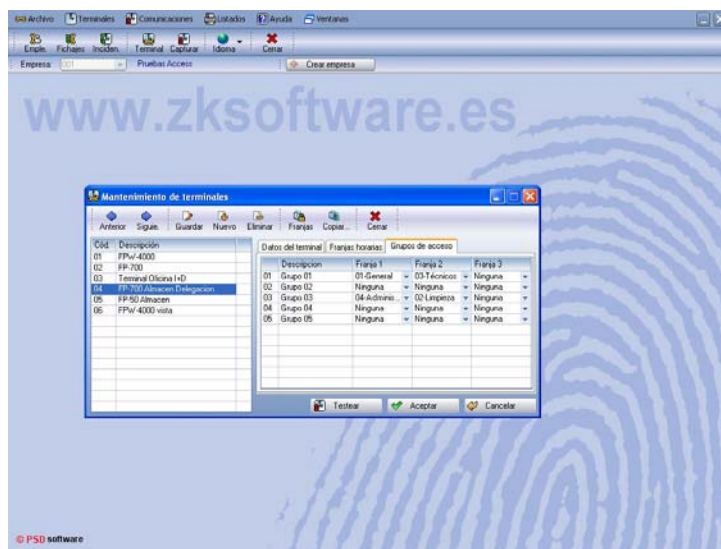 Archivo Terminales Comunicaciones Listados Ayuda Ventanas
Emple. Fichajes Inciden. Terminal Capturar Idioma Cerrar
Empresa 001 Pruebas Access Crear empresa
www.zksoftware.es
Mantenimiento de terminales
Anterior Siguie. Guardar Nuevo Eliminar Franjas Copiar... Cerrar
Cód. Descripción
01 FPW-4000
02 FP-700
03 Terminal Oficina I+D
04 FP-700 Almacen Delegacion
05 FP-50 Almacen
06 FPW-4000 vista
Datos del terminal Franjas horarias Grupos de acceso
Descripcion Franja 1 Franja 2 Franja 3
01 Grupo 01 01-General 03-Técnicos Ninguna
02 Grupo 02 Ninguna Ninguna Ninguna
03 Grupo 03 04-Adminis... 02-Limpieza Ninguna
04 Grupo 04 Ninguna Ninguna Ninguna
05 Grupo 05 Ninguna Ninguna Ninguna
Testear Aceptar Cancelar
© PSD software